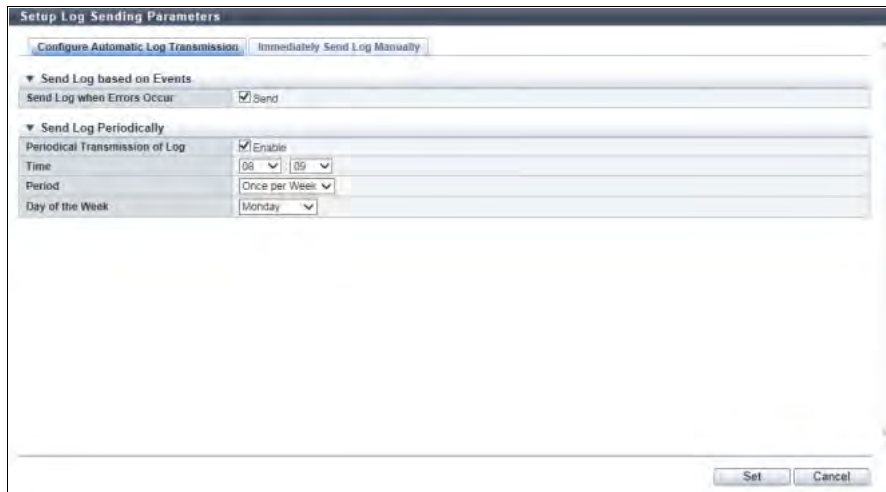 Setup Log Sending Parameters
Configure Automatic Log Transmission Immediately Send Log Manually
▼ Send Log based on Events
Send Log when Errors Occur Send
▼ Send Log Periodically
Periodical Transmission of Log Enable
Time 08 09
Period Once per Week
Day of the Week Monday
Set Cancel